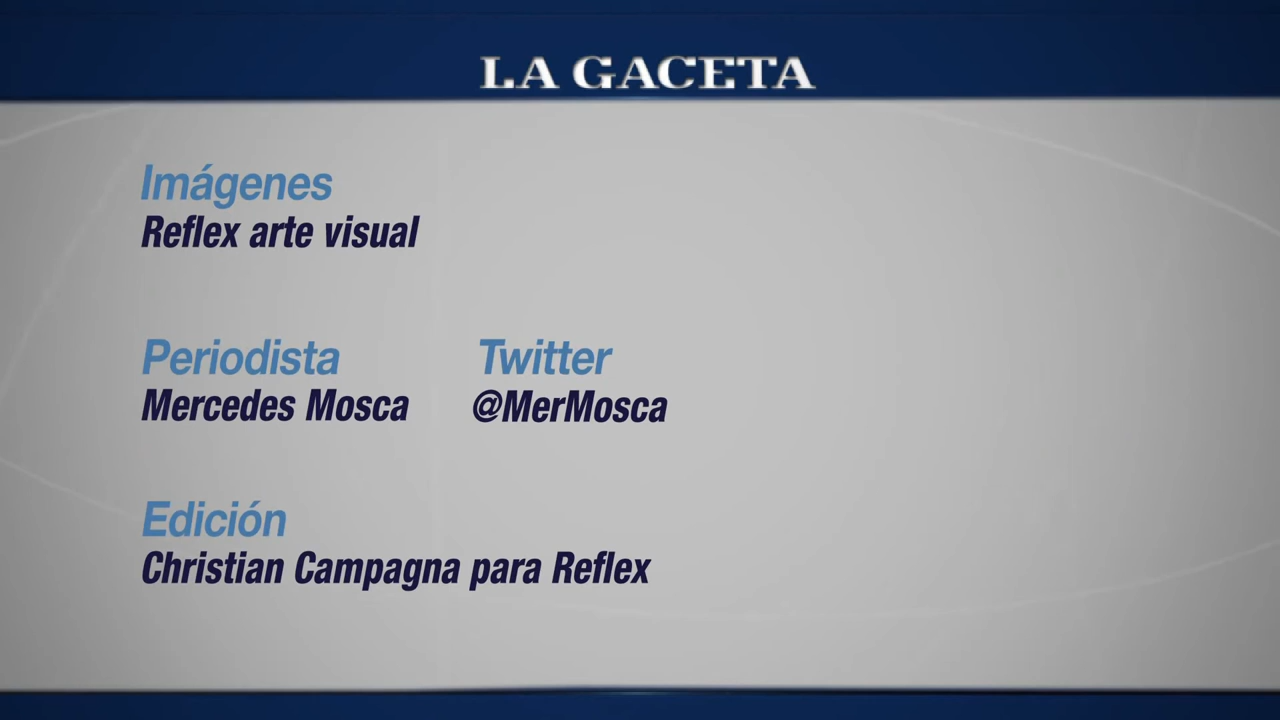 LA GACETA
Imágenes
Reflex arte visual
Periodista
Mercedes Mosca
Twitter
@MerMosca
Edición
Christian Campagna para Reflex